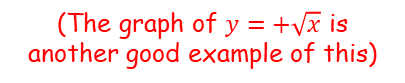 (The graph of y = +√x is
another good example of this)